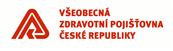 VŠEOBECNÁ
ZDRAVOTNÍ POJIŠŤOVNA
ČESKÉ REPUBLIKY